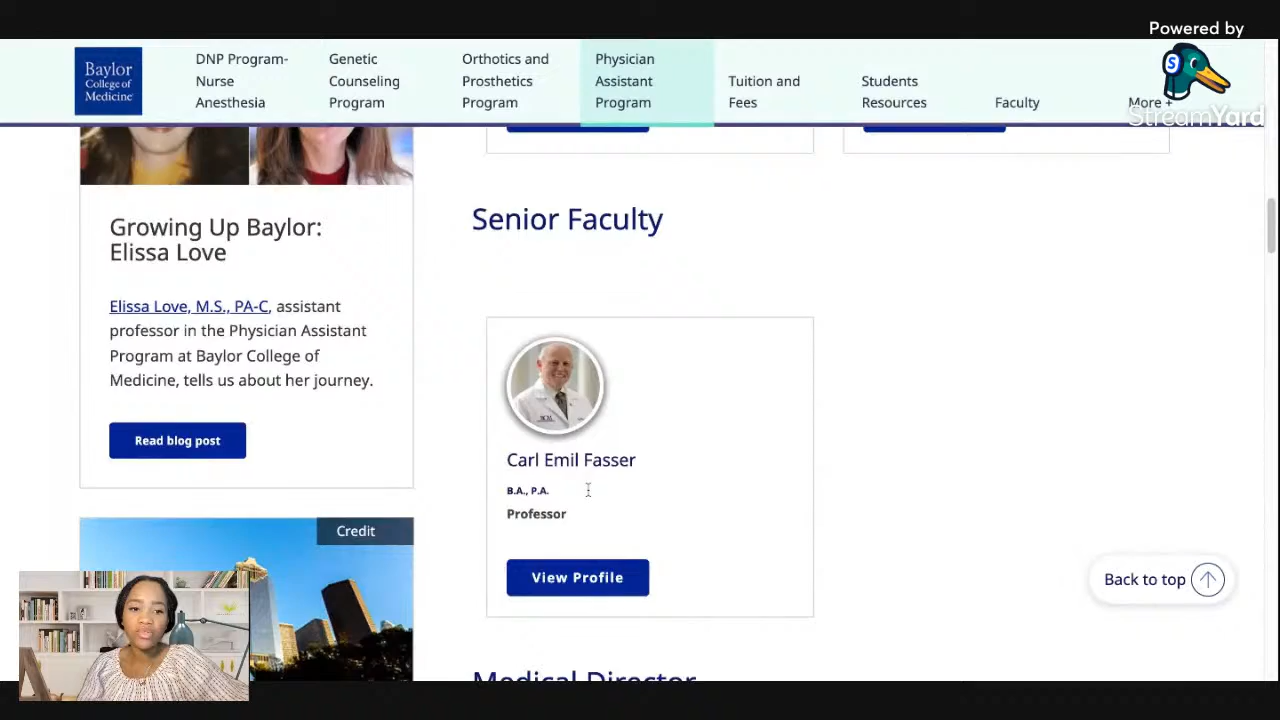 Powered by
StreamYard
Baylor
College of
Medicine
DNP Program-
Nurse
Anesthesia
Genetic
Counseling
Program
Orthotics and
Prosthetics
Program
Physician
Assistant
Program
Tuition and
Fees
Students
Resources
Faculty
More +
Growing Up Baylor:
Elissa Love
Elissa Love, M.S., PA-C, assistant
professor in the Physician Assistant
Program at Baylor College of
Medicine, tells us about her journey.
Read blog post
Credit
Senior Faculty
Carl Emil Fasser
B.A., P.A.
Professor
View Profile
Medical Director
Back to top